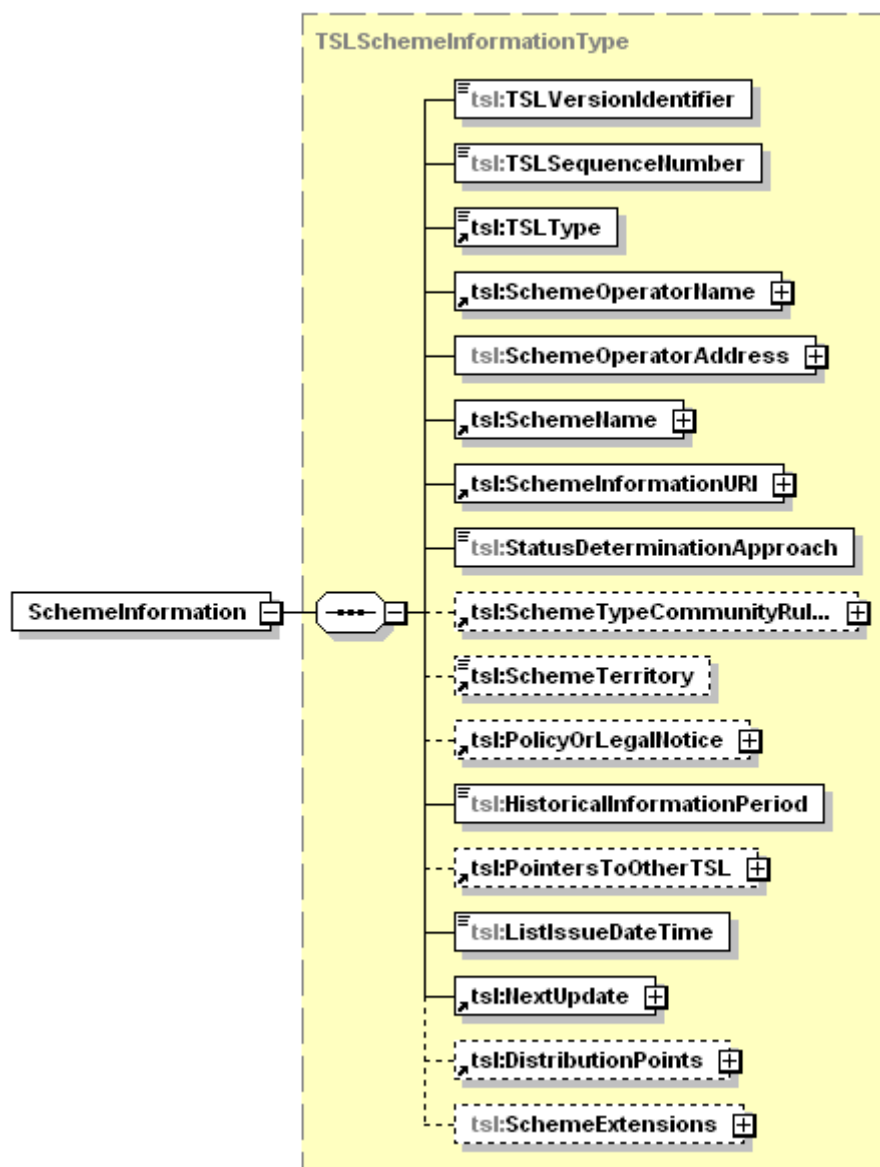 TSLSchemeInformationType
tsl:TSLVersionIdentifier
tsl:TSLSequenceNumber
tsl:TSLType
tsl:SchemeOperatorName
tsl:SchemeOperatorAddress
tsl:SchemeName
tsl:SchemeInformationURI
tsl:StatusDeterminationApproach
SchemeInformation
tsl:SchemeTypeCommunityRul...
tsl:SchemeTerritory
tsl:PolicyOrLegalNotice
tsl:HistoricalInformationPeriod
tsl:PointersToOtherTSL
tsl:ListIssueDateTime
tsl:NextUpdate
tsl:DistributionPoints
tsl:SchemeExtensions